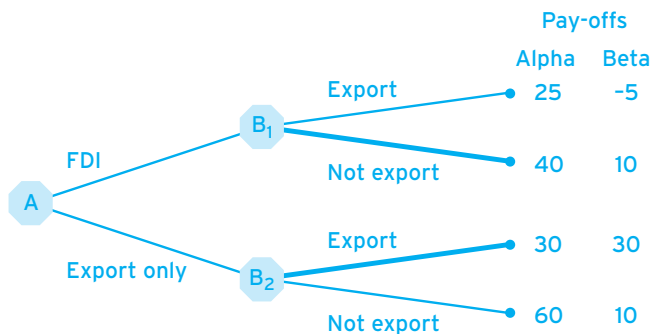 Pay-offs
Alpha Beta
Export 25 -5
B1
FDI
Not export 40 10
A
Export 30 30
Export only
B2
Not export 60 10